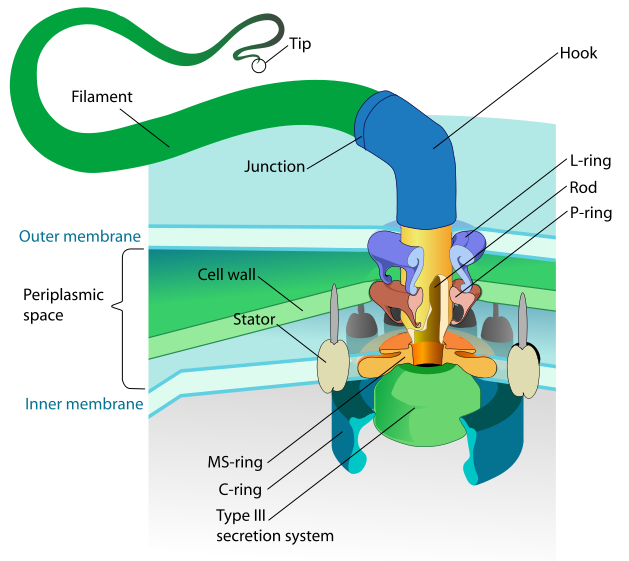 Tip
Hook
Filament
Junction
L-ring
Rod
P-ring
Outer membrane
Cell wall
Periplasmic
space
Stator
Inner membrane
MS-ring
C-ring
Type III
secretion system